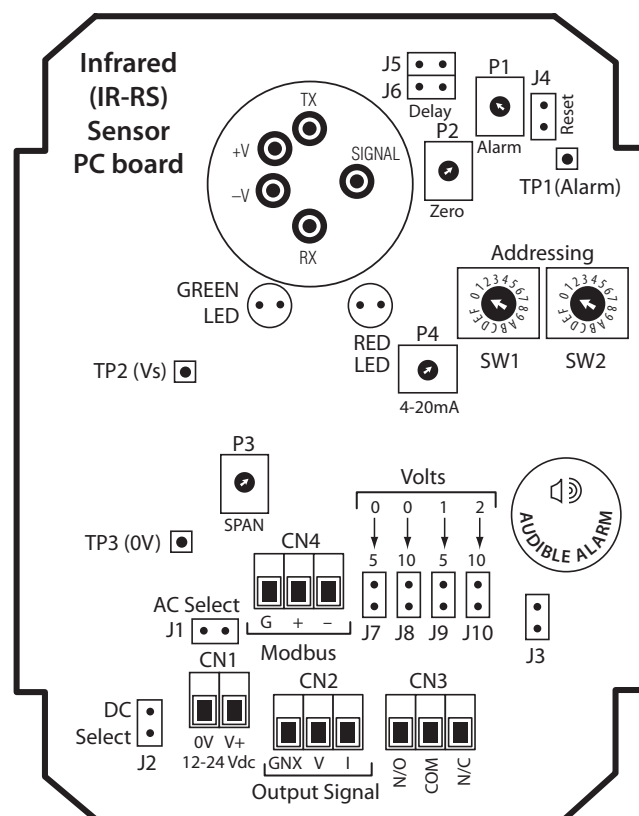 Infrared
(IR-RS)
Sensor
PC board
TX
+V
SIGNAL
–V
RX
J5
J6
Delay
P1
Alarm
J4
Reset
P2
Zero
TP1(Alarm)
GREEN
LED
RED
LED
Addressing
0123456789ABCDEF
0123456789ABCDEF
SW1
SW2
P4
4-20mA
TP2 (Vs)
P3
SPAN
TP3 (0V)
Volts
0 0 1 2
5 10 5 10
J7 J8 J9 J10
AUDIBLE ALARM
J3
CN4
G + –
Modbus
AC Select
J1
CN1
0V V+
12-24 Vdc
DC
Select
J2
CN2
GNX V I
Output Signal
CN3
N/O
COM
N/C